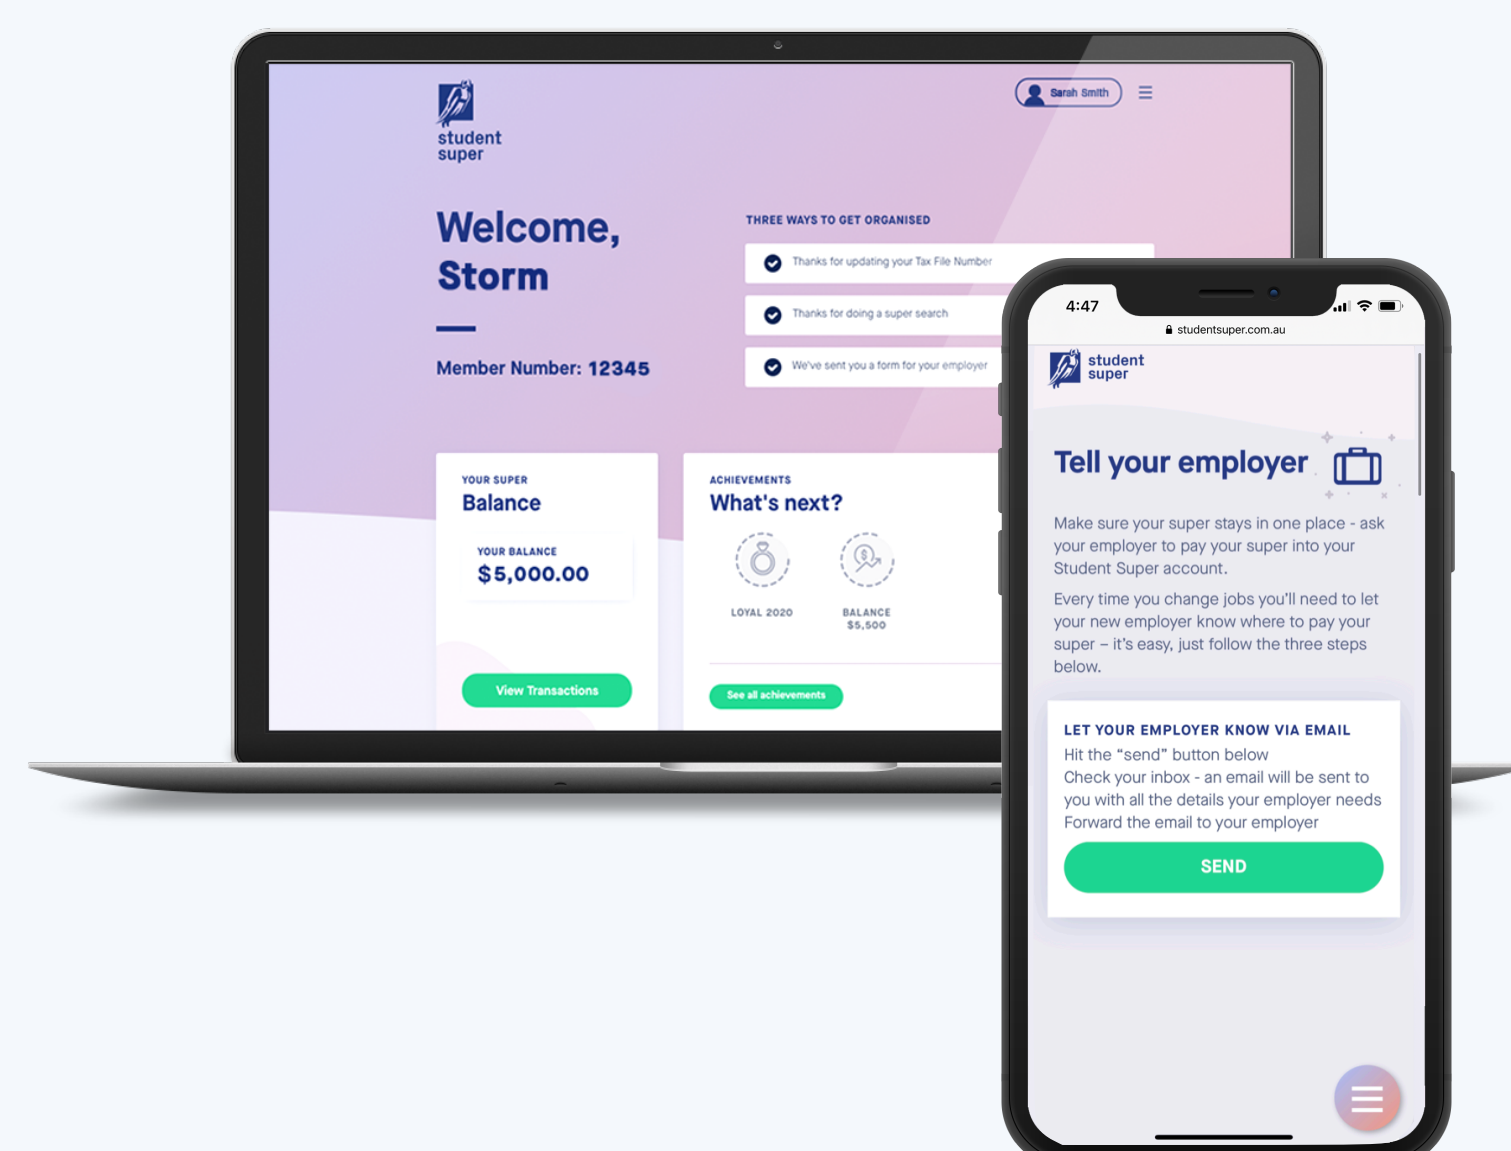 student
super
Sarah Smith
Welcome,
Storm
Member Number: 12345
THREE WAYS TO GET ORGANISED
Thanks for updating your Tax File Number
Thanks for doing a super search
We've sent you a form for your employer
YOUR SUPER
Balance
YOUR BALANCE
$5,000.00
View Transactions
ACHIEVEMENTS
What's next?
LOYAL 2020
BALANCE
$5,500
See all achievements
4:47
studentsuper.com.au
student
super
Tell your employer
Make sure your super stays in one place - ask
your employer to pay your super into your
Student Super account.
Every time you change jobs you’ll need to let
your new employer know where to pay your
super – it’s easy, just follow the three steps
below.
LET YOUR EMPLOYER KNOW VIA EMAIL
Hit the “send” button below
Check your inbox - an email will be sent to
you with all the details your employer needs
Forward the email to your employer
SEND